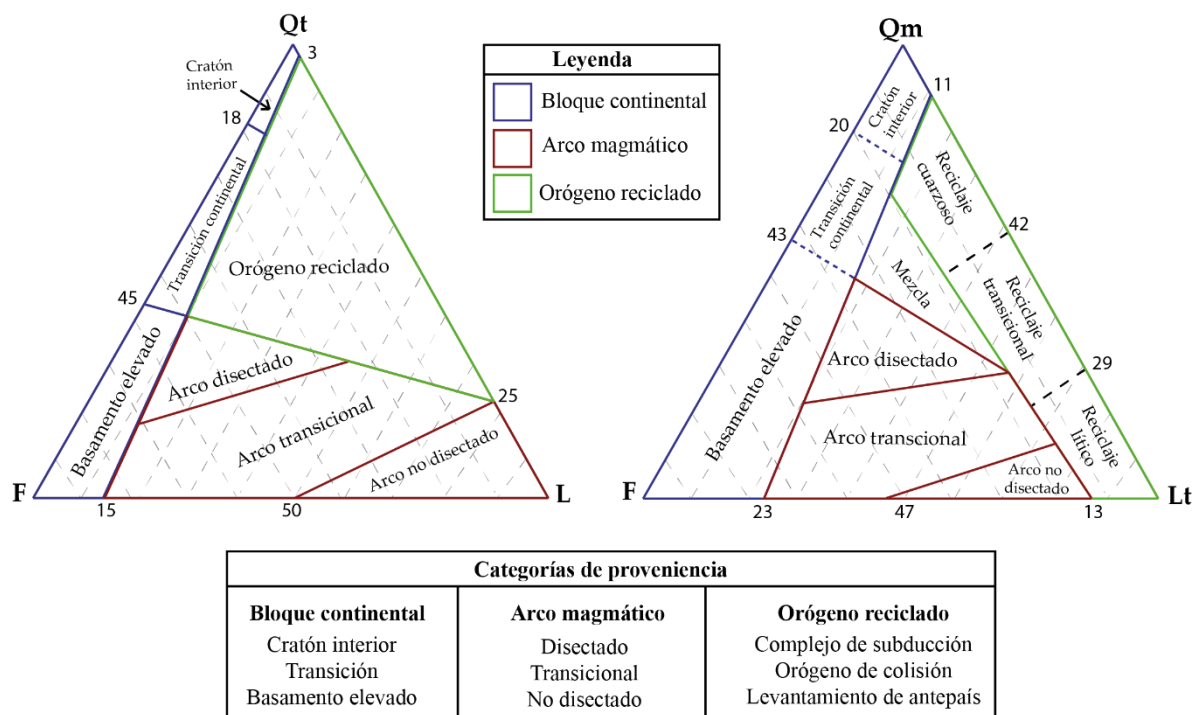 Qt
3
Cratón
interior
18
Transición continental
45
Orógeno reciclado
Basamento elevado
Arco disectado
Arco transicional
25
Arco no disectado
F
15
50
L
Leyenda
Bloque continental
Arco magmático
Orógeno reciclado
Qm
11
Cratón
interior
20
Reciclaje
cuarzoso
Transición
continental
43
42
Mezcla
Reciclaje
transicional
Basamento elevado
Arco disectado
29
Arco transcional
Reciclaje
lítico
Arco no
disectado
F
23
47
13
Lt
Categorías de proveniencia
Bloque continental
Cratón interior
Transición
Basamento elevado
Arco magmático
Disectado
Transicional
No disectado
Orógeno reciclado
Complejo de subducción
Orógeno de colisión
Levantamiento de antepaís